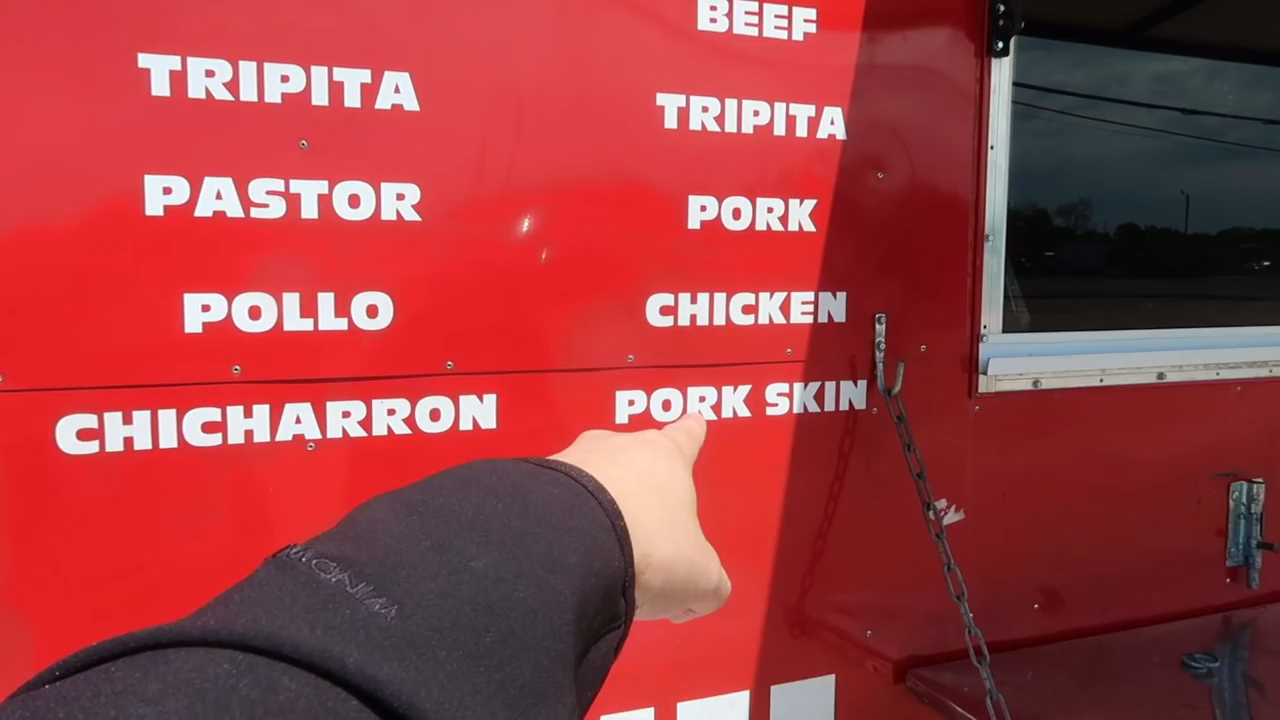 BEEF
TRIPITA
TRIPITA
PASTOR
PORK
POLLO
CHICKEN
CHICHARRON
PORK SKIN